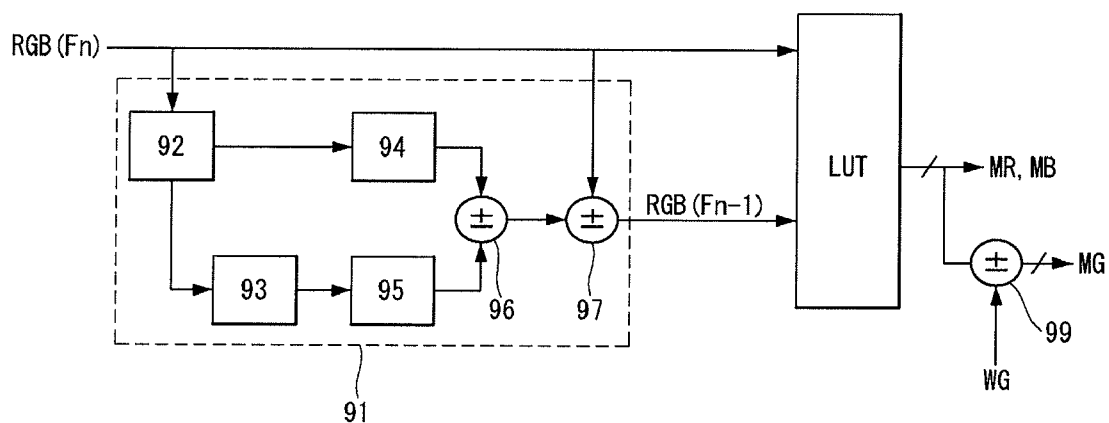 RGB(Fn)
92
94
93
95
±
96
±
97
RGB(Fn-1)
91
LUT
MR, MB
±
MG
99
WG